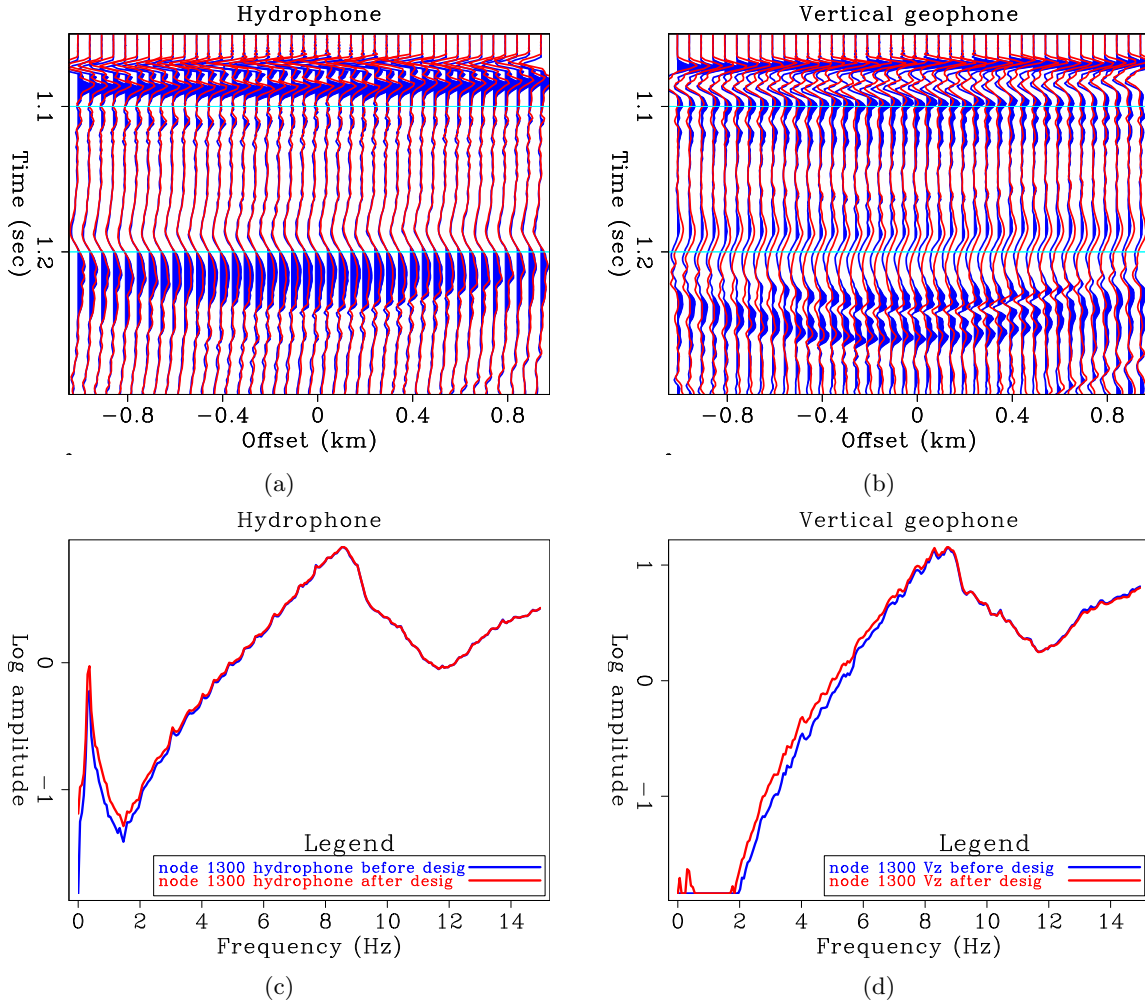 Hydrophone
Vertical geophone
1.1
1.2
Time (sec)
1.1
1.2
Time (sec)
−0.8 −0.4 0 0.4 0.8
Offset (km)
−0.8 −0.4 0 0.4 0.8
Offset (km)
(a)
(b)
Hydrophone
Vertical geophone
0
−1
Log amplitude
1
0
−1
Log amplitude
Legend
node 1300 hydrophone before desig
node 1300 hydrophone after desig
Legend
node 1300 Vz before desig
node 1300 Vz after desig
0 2 4 6 8 10 12 14
Frequency (Hz)
0 2 4 6 8 10 12 14
Frequency (Hz)
(c)
(d)